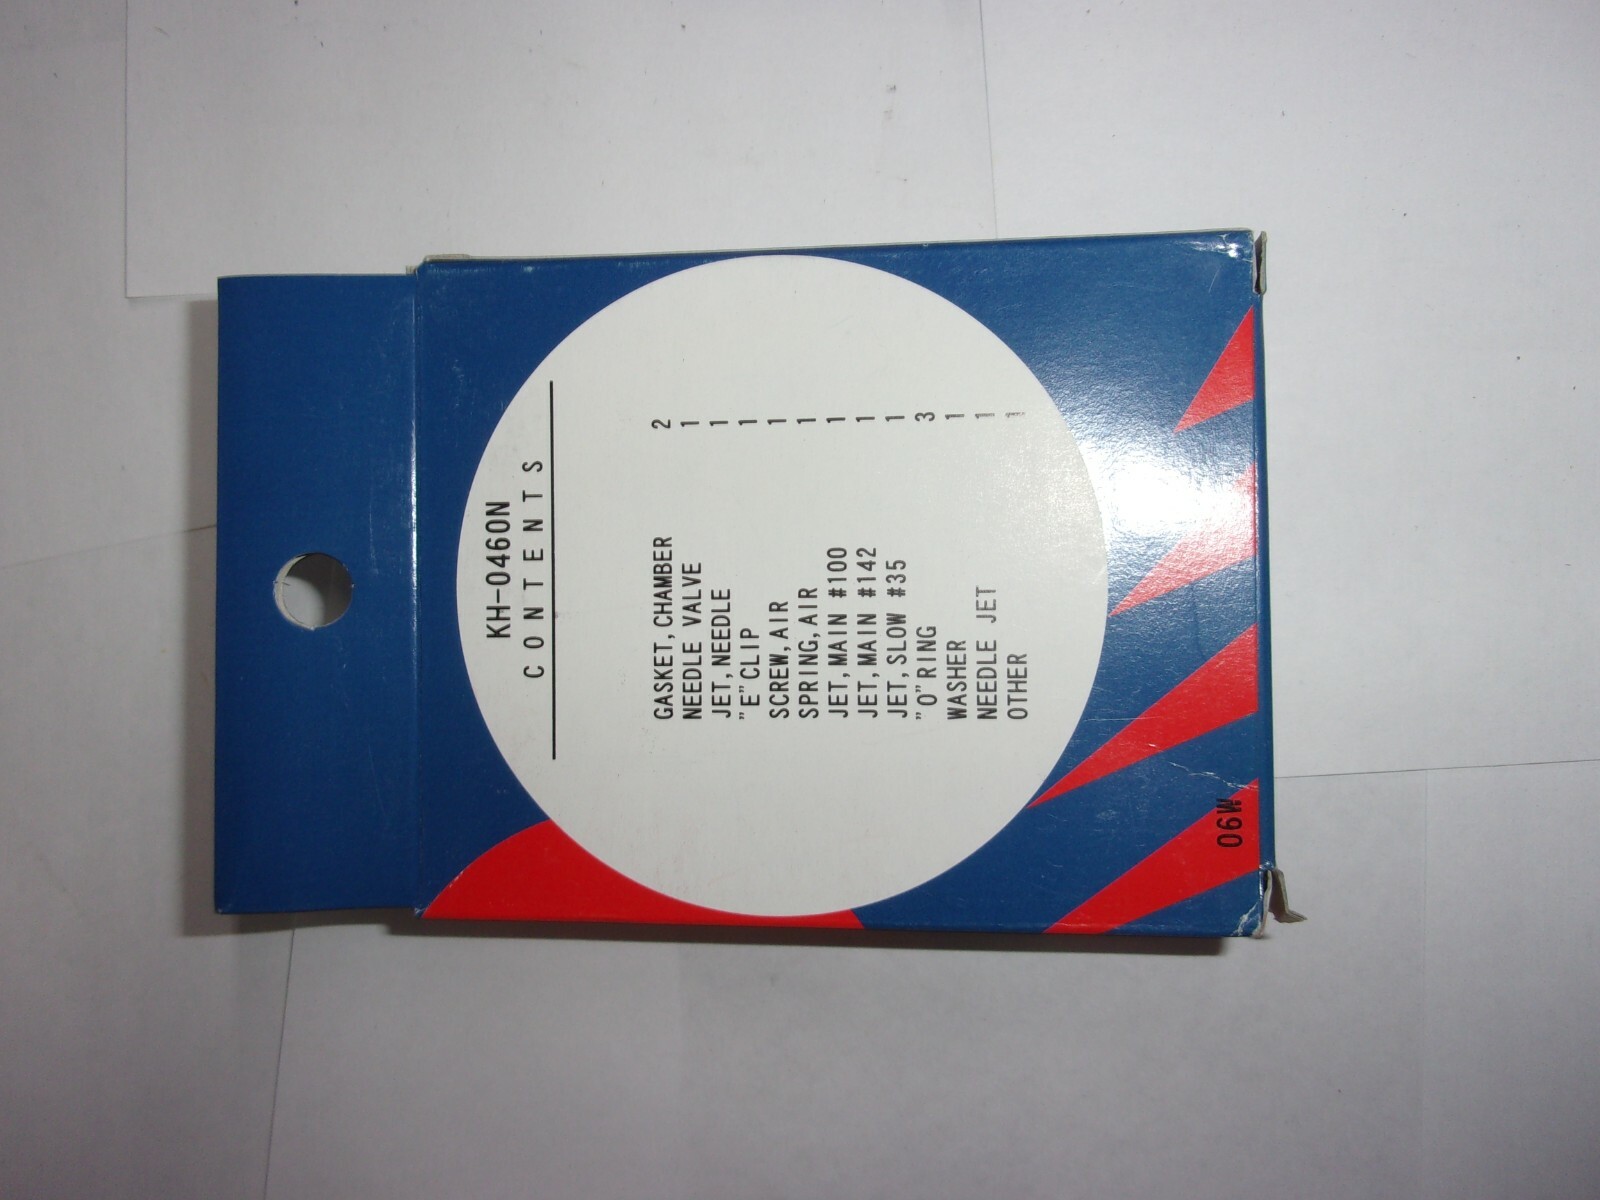 KH-0460N
CONTENTS
GASKET, CHAMBER 2
NEEDLE VALVE 1
JET, NEEDLE 1
"E" CLIP 1
SCREW, AIR 1
SPRING, AIR 1
JET, MAIN #100 1
JET, MAIN #142 1
JET, SLOW #35 1
"O" RING 3
WASHER 1
NEEDLE JET 1
OTHER 1
06W